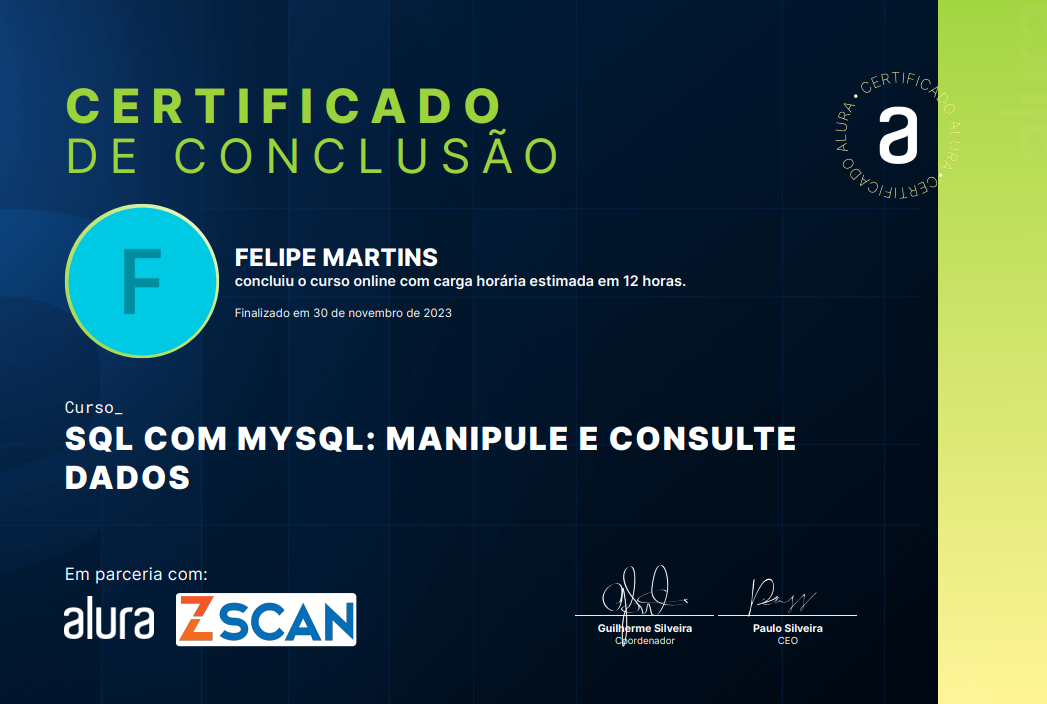 CERTIFICADO
DE CONCLUSÃO
• CERTIFICADO ALURA • CERTIFICADO ALURA
a
F
FELIPE MARTINS
concluiu o curso online com carga horária estimada em 12 horas.
Finalizado em 30 de novembro de 2023
Curso_
SQL COM MYSQL: MANIPULE E CONSULTE
DADOS
Em parceria com:
alura ZSCAN
Guilherme Silveira
Coordenador
Paulo Silveira
CEO